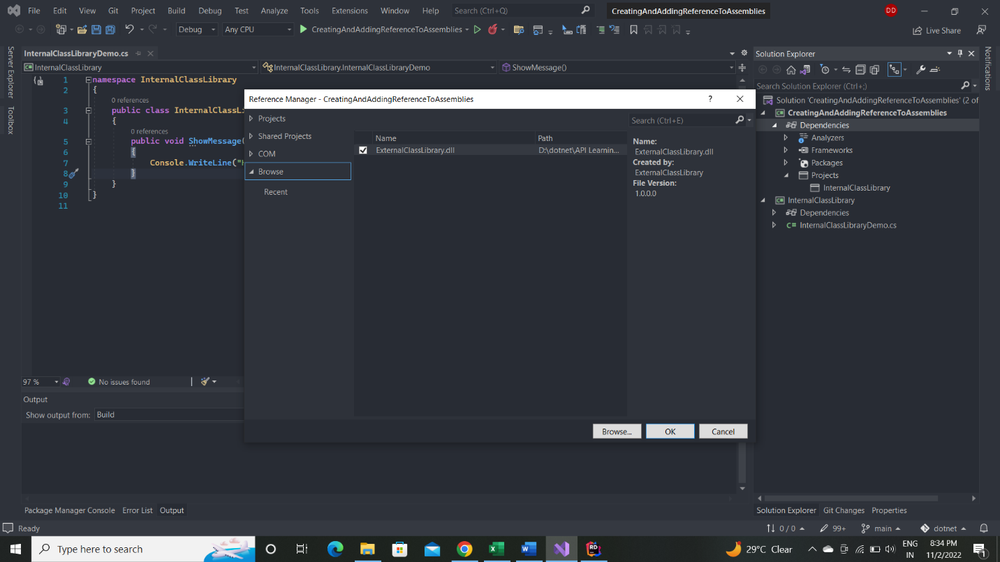 File Edit View Git Project Build Debug Test Analyze Tools Extensions Window Help Search (Ctrl+Q) CreatingAndAddingReferenceToAssemblies DD
Debug Any CPU CreatingAndAddingReferenceToAssemblies Live Share
Server Explorer
Toolbox
InternalClassLibraryDemo.cs
InternalClassLibrary InternalClassLibrary.InternalClassLibraryDemo ShowMessage()
1 namespace InternalClassLibrary
2 {
0 references
3 public class InternalClassLi
4 {
0 references
5 public void ShowMessage(
6 {
7 Console.WriteLine("
8 }
9 }
10 }
11
97 % No issues found
Output
Show output from: Build
Package Manager Console Error List Output
Reference Manager - CreatingAndAddingReferenceToAssemblies ?
Projects
Shared Projects
COM
Browse
Recent
Name Path
ExternalClassLibrary.dll D:\dotnet\API Learnin...
Search (Ctrl+E)
Name:
ExternalClassLibrary.dll
Created by:
ExternalClassLibrary
File Version:
1.0.0.0
Browse... OK Cancel
Solution Explorer
Search Solution Explorer (Ctrl+;)
Solution 'CreatingAndAddingReferenceToAssemblies' (2 of
CreatingAndAddingReferenceToAssemblies
Dependencies
Analyzers
Frameworks
Packages
Projects
InternalClassLibrary
InternalClassLibrary
Dependencies
C# InternalClassLibraryDemo.cs
Solution Explorer Git Changes Properties
Notifications
Ready 0 / 0 99+ main dotnet
Type here to search 29°C Clear ENG IN 8:34 PM 11/2/2022 1